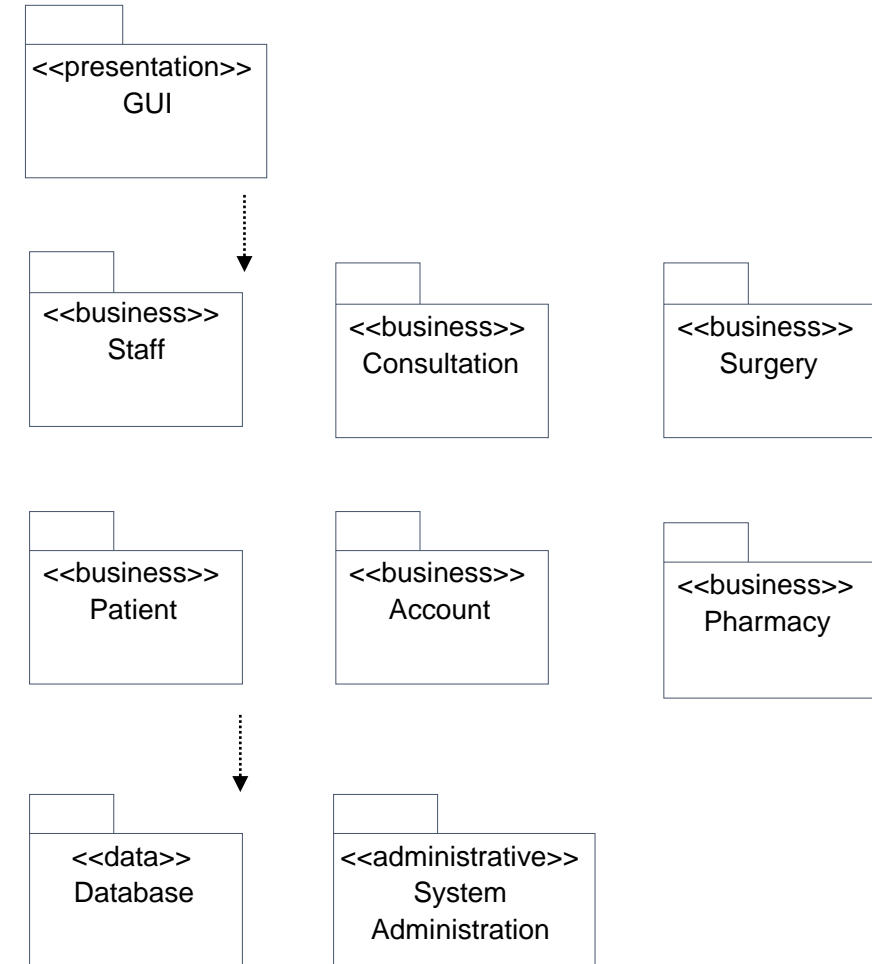 <<presentation>>
GUI
<<business>>
Staff
<<business>>
Consultation
<<business>>
Surgery
<<business>>
Patient
<<business>>
Account
<<business>>
Pharmacy
<<data>>
Database
<<administrative>>
System
Administration